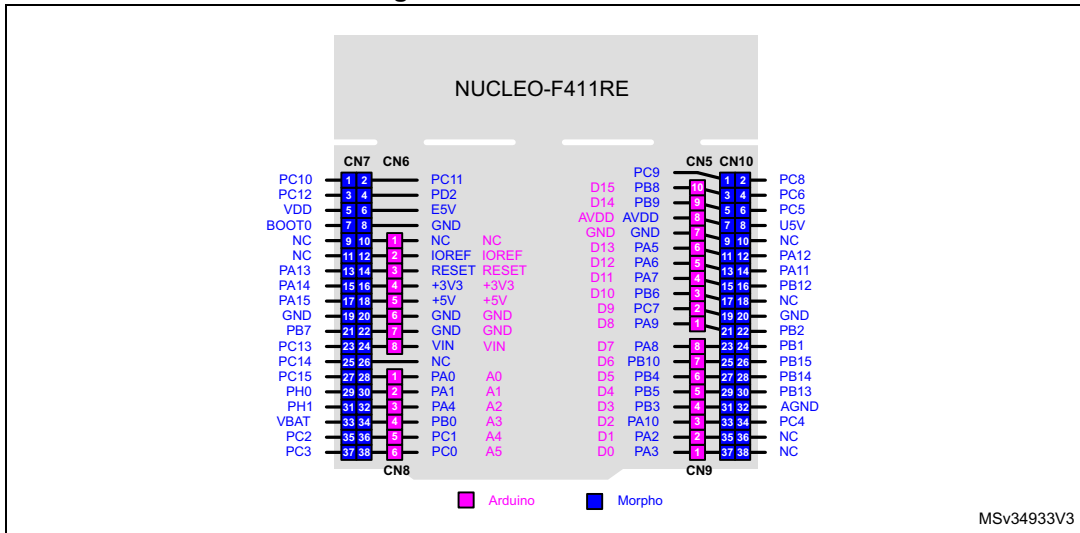 NUCLEO-F411RE
CN7 CN6 CN5 CN10
PC9
PC10 1 2 PC11 1 2 PC8
PC12 3 4 PD2 D15 PB8 10 3 4 PC6
VDD 5 6 E5V D14 PB9 9 5 6 PC5
BOOT0 7 8 GND AVDD AVDD 8 7 8 U5V
NC 9 10 1 NC NC GND GND 7 9 10 NC
NC 11 12 2 IOREF IOREF D13 PA5 6 11 12 PA12
PA13 13 14 3 RESET RESET D12 PA6 5 13 14 PA11
PA14 15 16 4 +3V3 +3V3 D11 PA7 4 15 16 PB12
PA15 17 18 5 +5V +5V D10 PB6 3 17 18 NC
GND 19 20 6 GND GND D9 PC7 2 19 20 GND
PB7 21 22 7 GND GND D8 PA9 1 21 22 PB2
PC13 23 24 8 VIN VIN D7 PA8 8 23 24 PB1
PC14 25 26 NC D6 PB10 7 25 26 PB15
PC15 27 28 1 PA0 A0 D5 PB4 6 27 28 PB14
PH0 29 30 2 PA1 A1 D4 PB5 5 29 30 PB13
PH1 31 32 3 PA4 A2 D3 PB3 4 31 32 AGND
VBAT 33 34 4 PB0 A3 D2 PA10 3 33 34 PC4
PC2 35 36 5 PC1 A4 D1 PA2 2 35 36 NC
PC3 37 38 6 PC0 A5 D0 PA3 1 37 38 NC
CN8 CN9
Arduino Morpho
MSv34933V3